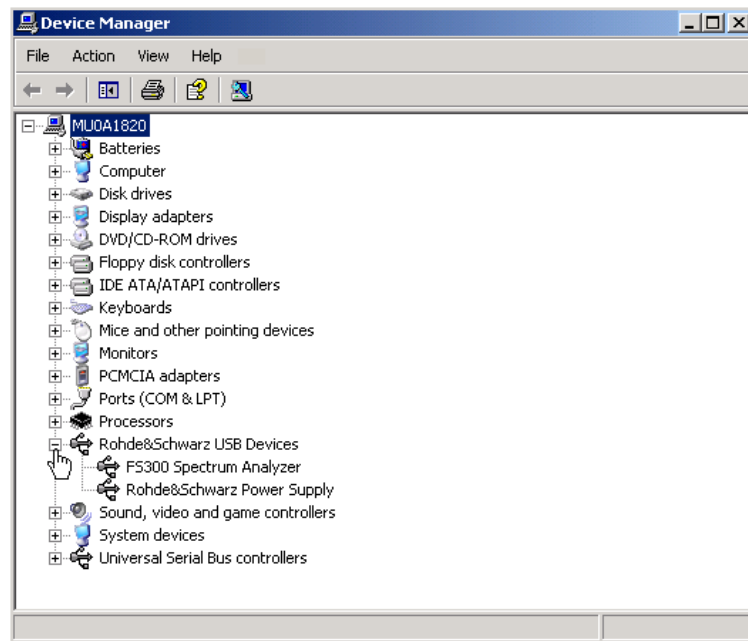 Device Manager
File Action View Help
MU0A1820
Batteries
Computer
Disk drives
Display adapters
DVD/CD-ROM drives
Floppy disk controllers
IDE ATA/ATAPI controllers
Keyboards
Mice and other pointing devices
Monitors
PCMCIA adapters
Ports (COM & LPT)
Processors
Rohde&Schwarz USB Devices
FS300 Spectrum Analyzer
Rohde&Schwarz Power Supply
Sound, video and game controllers
System devices
Universal Serial Bus controllers